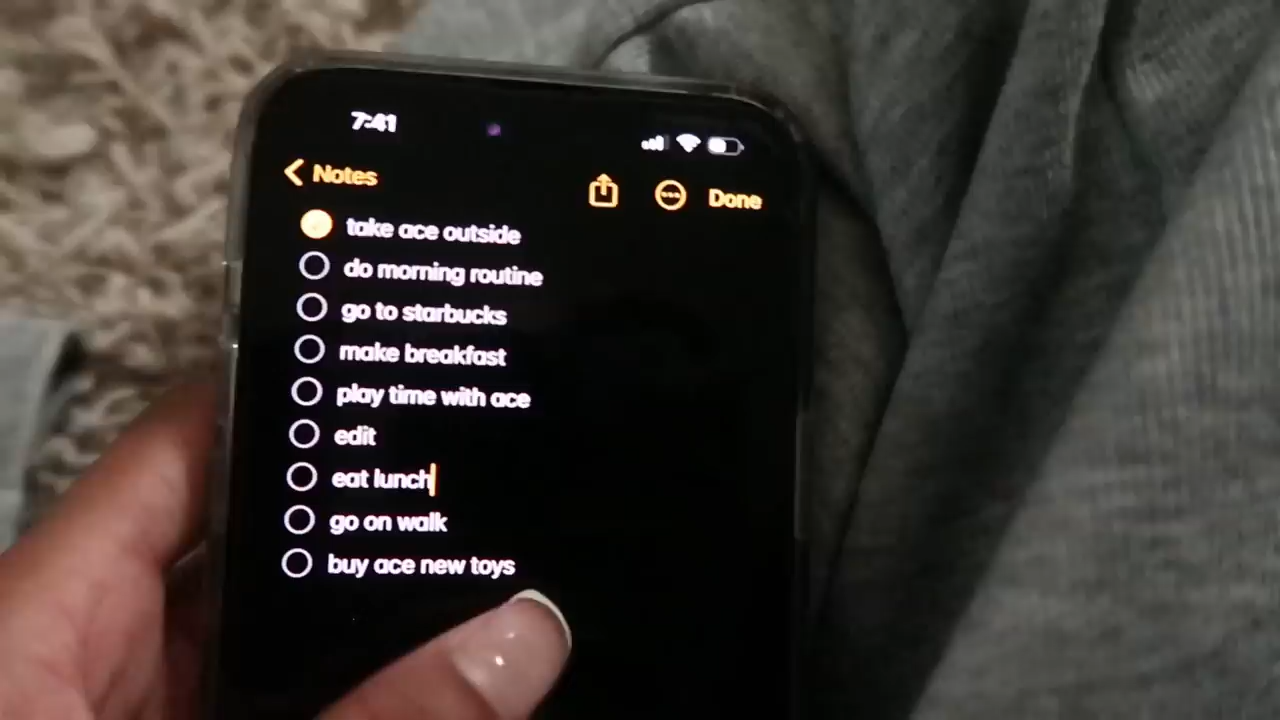 7:41
Notes
Done
take ace outside
do morning routine
go to starbucks
make breakfast
play time with ace
edit
eat lunch
go on walk
buy ace new toys